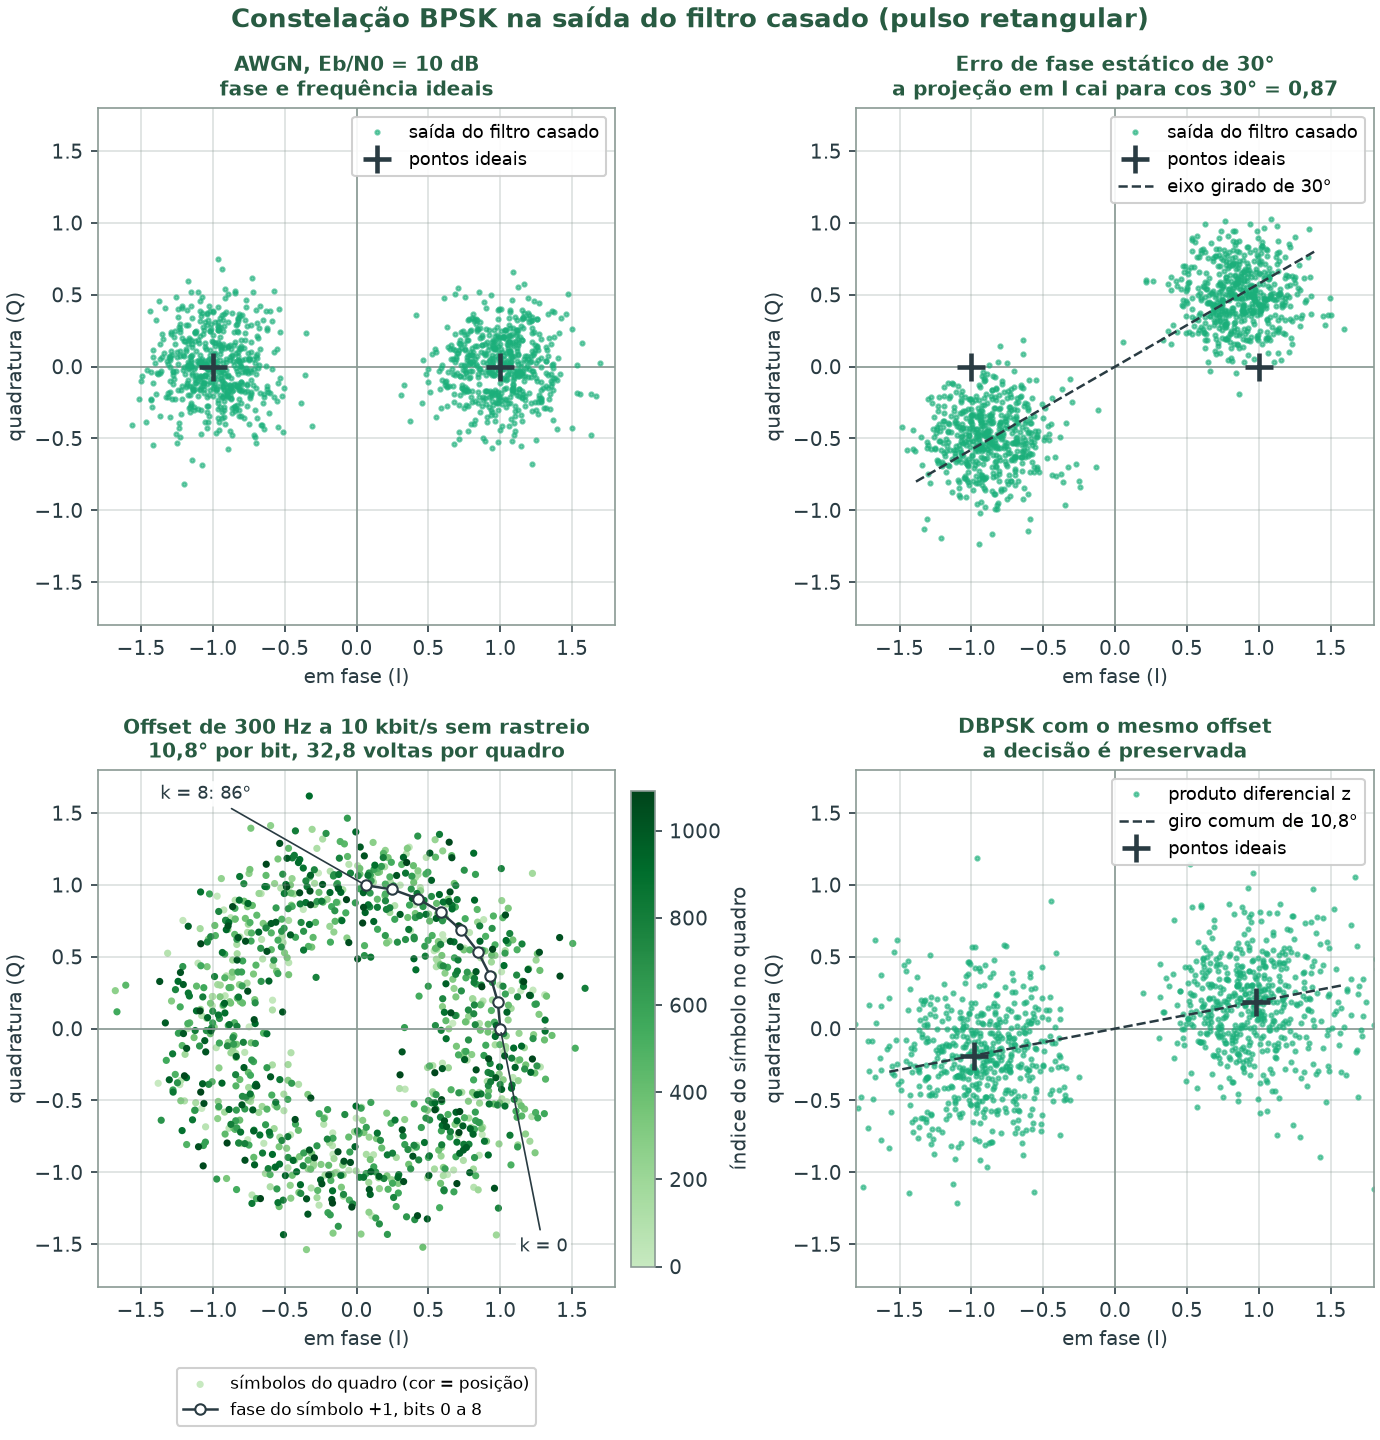 Constelação BPSK na saída do filtro casado (pulso retangular)
AWGN, Eb/N0 = 10 dB
fase e frequência ideais
saída do filtro casado
pontos ideais
1.5
1.0
0.5
0.0
−0.5
−1.0
−1.5
quadratura (Q)
−1.5 −1.0 −0.5 0.0 0.5 1.0 1.5
em fase (I)
Erro de fase estático de 30°
a projeção em I cai para cos 30° = 0,87
saída do filtro casado
pontos ideais
eixo girado de 30°
1.5
1.0
0.5
0.0
−0.5
−1.0
−1.5
quadratura (Q)
−1.5 −1.0 −0.5 0.0 0.5 1.0 1.5
em fase (I)
Offset de 300 Hz a 10 kbit/s sem rastreio
10,8° por bit, 32,8 voltas por quadro
k = 8: 86°
k = 0
1.5
1.0
0.5
0.0
−0.5
−1.0
−1.5
quadratura (Q)
−1.5 −1.0 −0.5 0.0 0.5 1.0 1.5
em fase (I)
1000
800
600
400
200
0
índice do símbolo no quadro
símbolos do quadro (cor = posição)
fase do símbolo +1, bits 0 a 8
DBPSK com o mesmo offset
a decisão é preservada
produto diferencial z
giro comum de 10,8°
pontos ideais
1.5
1.0
0.5
0.0
−0.5
−1.0
−1.5
quadratura (Q)
−1.5 −1.0 −0.5 0.0 0.5 1.0 1.5
em fase (I)